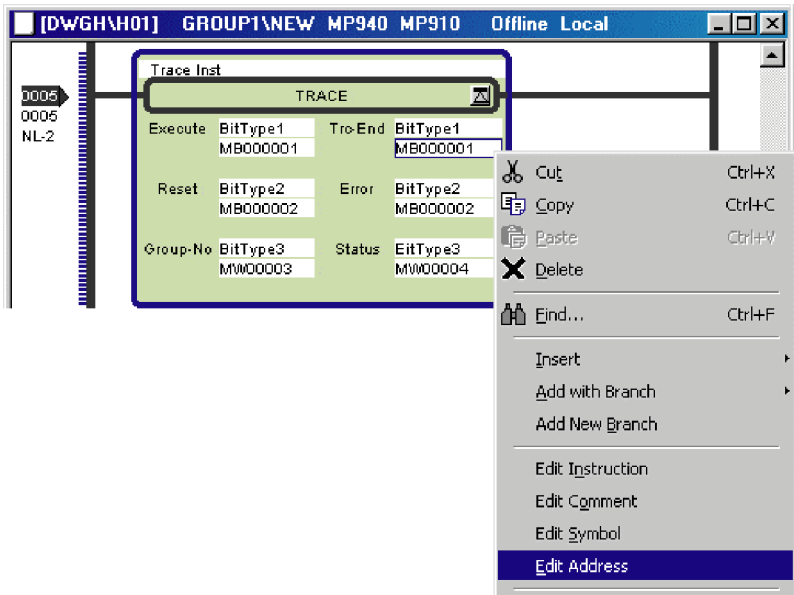 [DWGH\H01] GROUP1\NEW MP940 MP910 Offline Local
Trace Inst
TRACE
0005
0005
NL-2
Execute BitType1 Trc-End BitType1
MB000001 MB000001
Reset BitType2 Error BitType2
MB000002 MB000002
Group-No BitType3 Status EitType3
MW00003 MW00004
Cut Ctrl+X
Copy Ctrl+C
Paste Ctrl+V
Delete
Find... Ctrl+F
Insert
Add with Branch
Add New Branch
Edit Instruction
Edit Comment
Edit Symbol
Edit Address